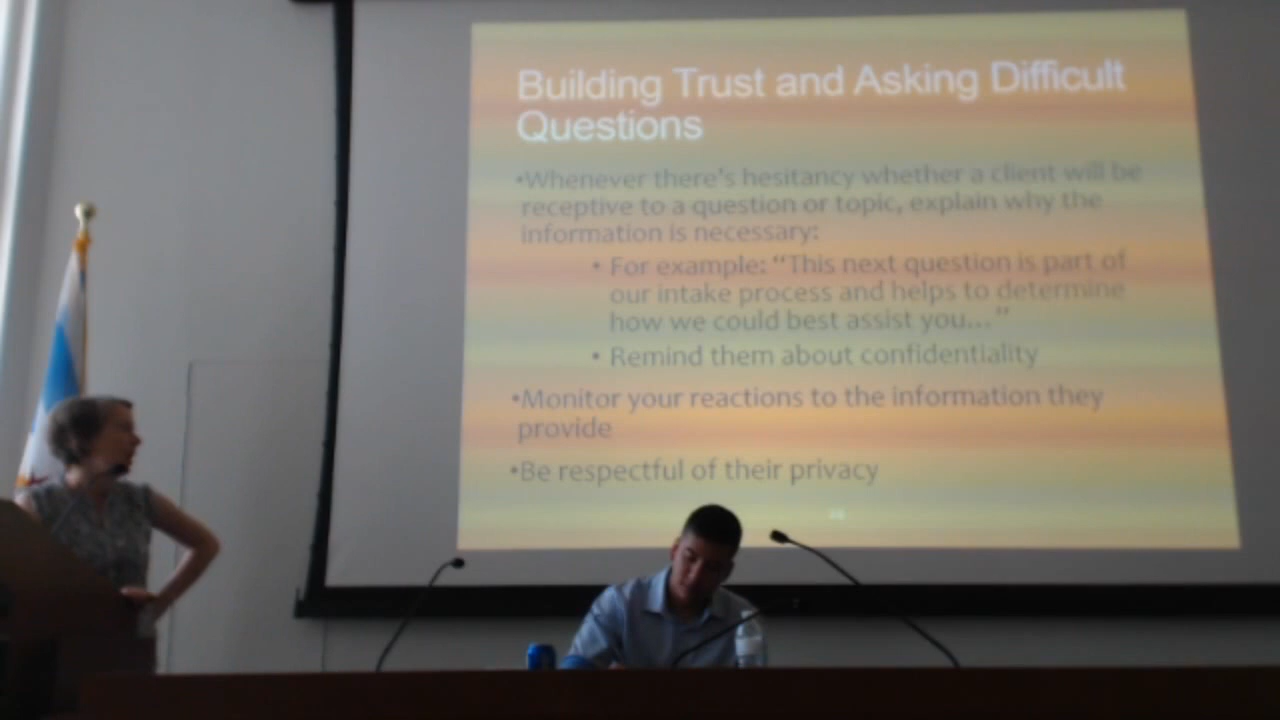 Building Trust and Asking Difficult
Questions
•Whenever there's hesitancy whether a client will be
receptive to a question or topic, explain why the
information is necessary:
• For example: “This next question is part of
our intake process and helps to determine
how we could best assist you…”
• Remind them about confidentiality
•Monitor your reactions to the information they
provide
•Be respectful of their privacy